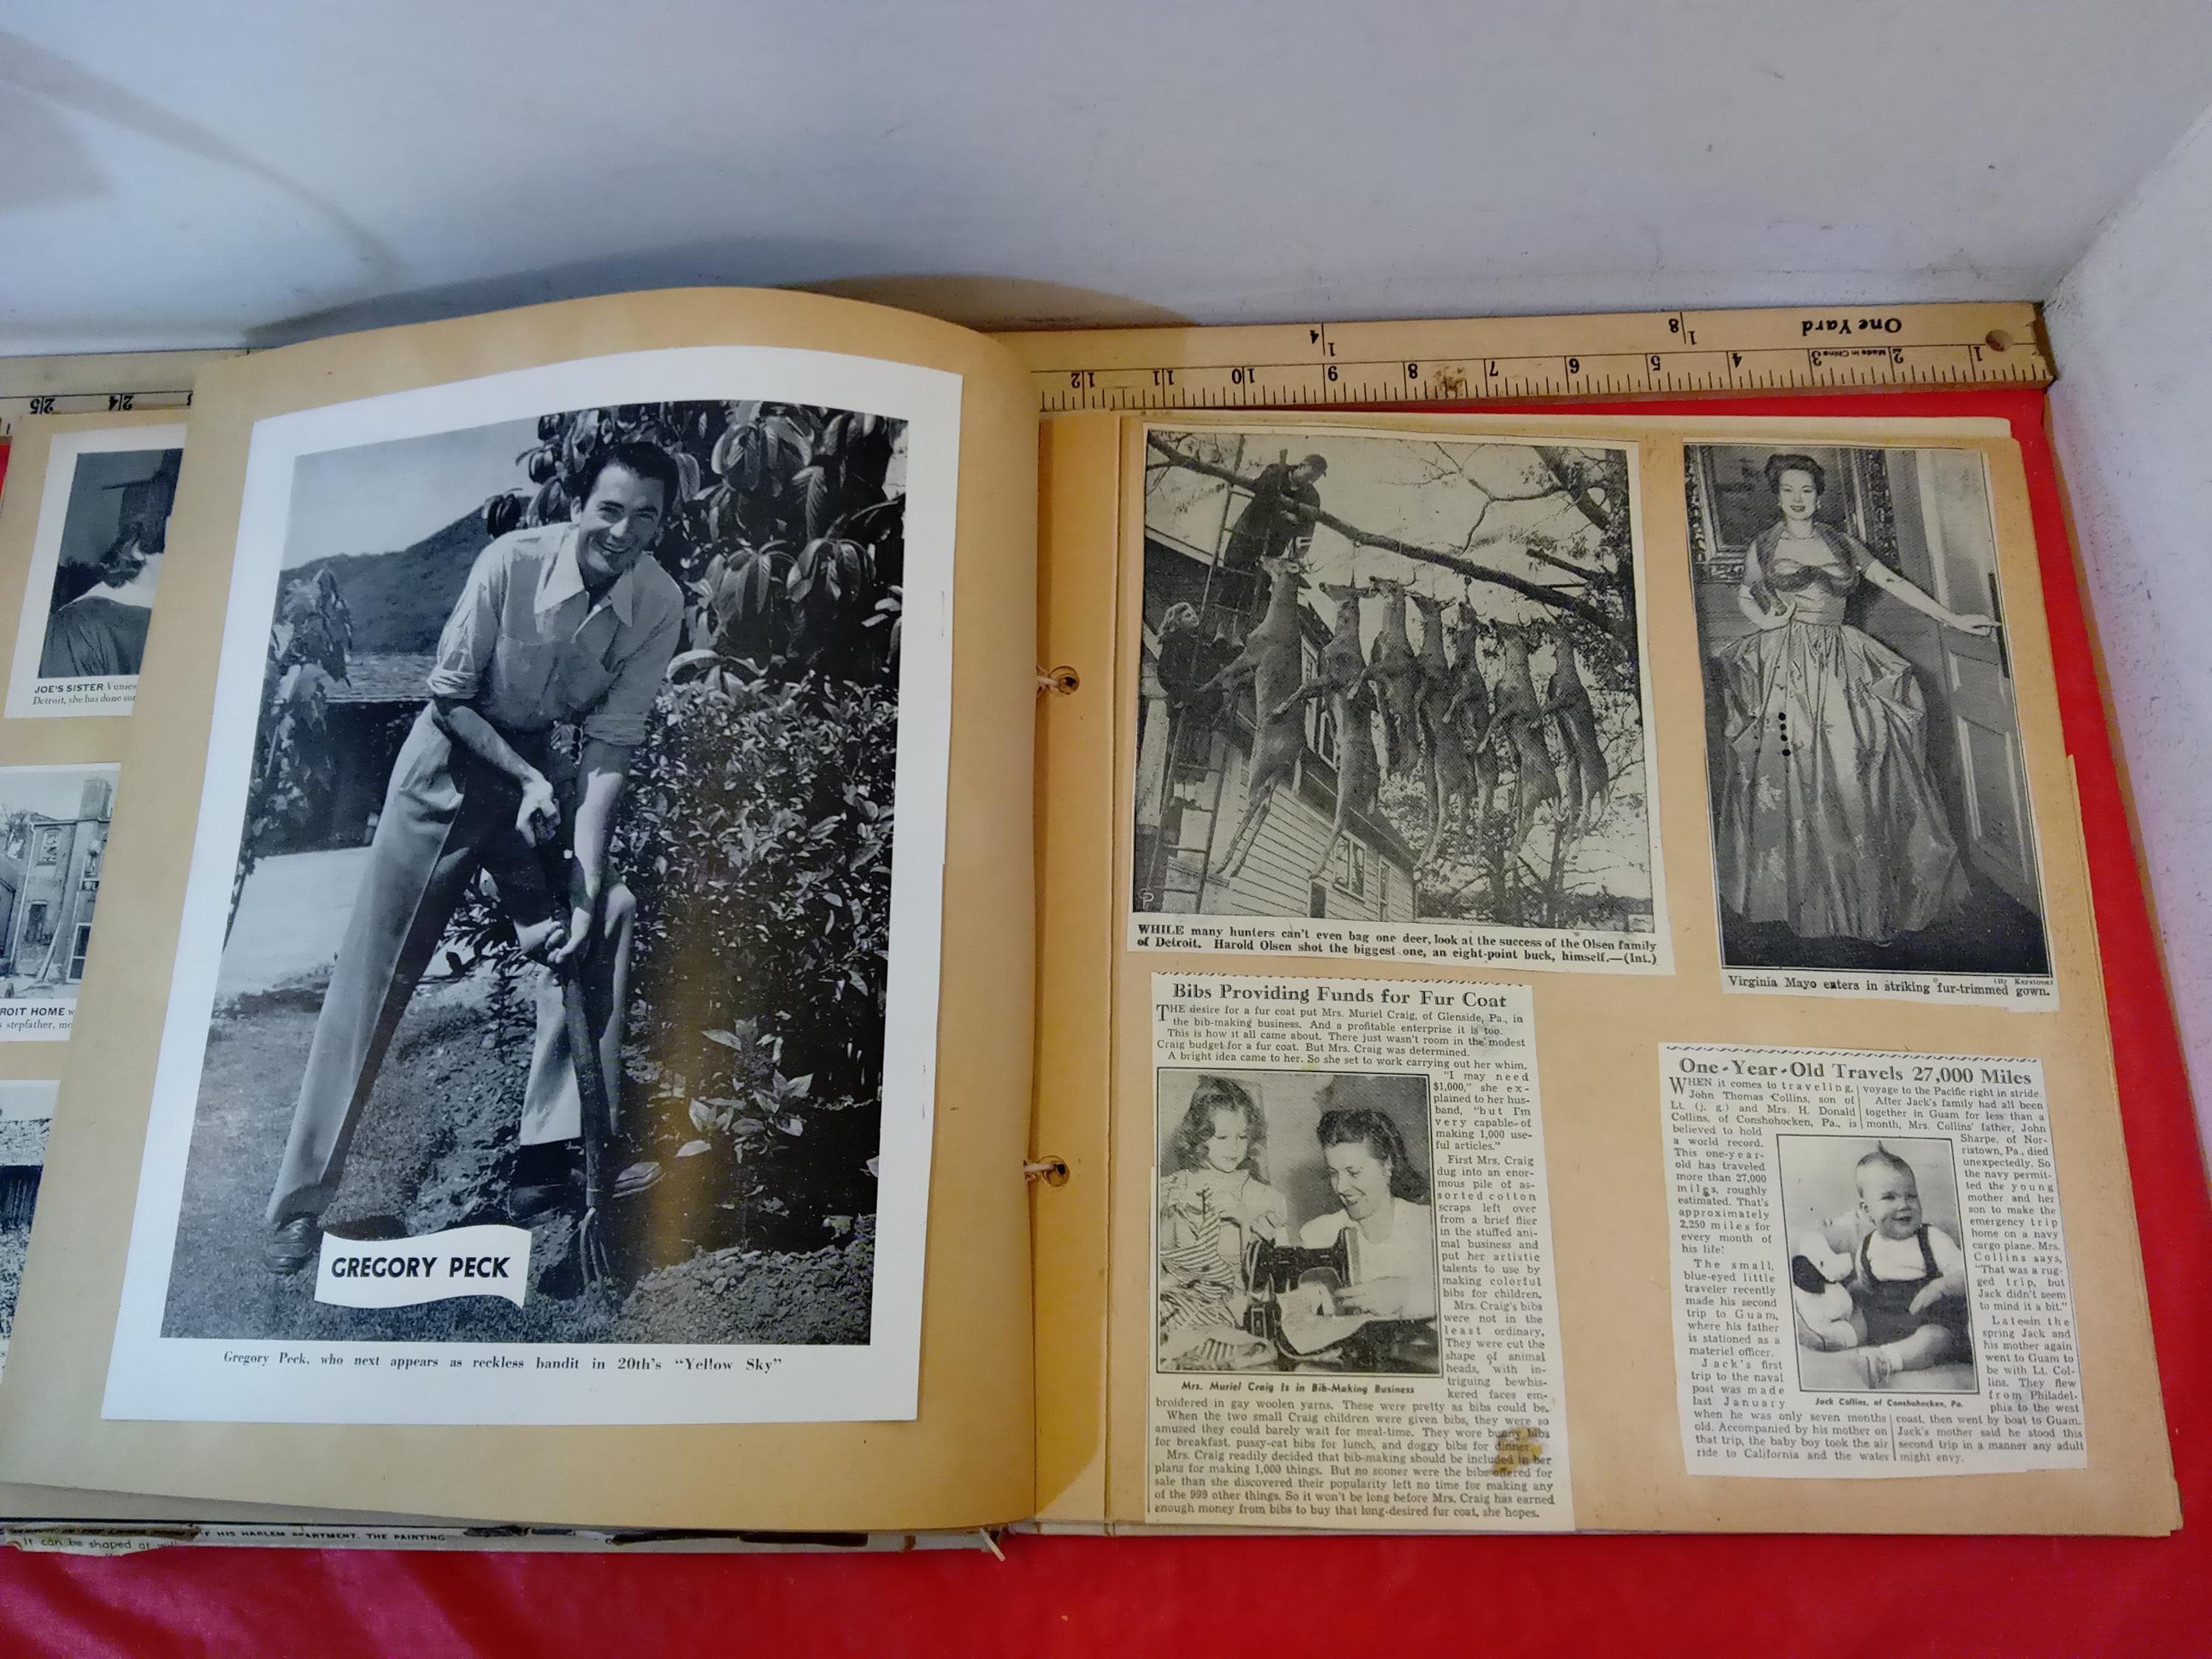 One Yard
Made in China
1
2
3
4
5
6
7
8
9
10
11
12
1/8
1/4
24
25
JOE'S SISTER Vunies
Detroit, she has done
ROIT HOME
stepfather,
GREGORY PECK
Gregory Peck, who next appears as reckless bandit in 20th's "Yellow Sky"
F HIS HARLEM APARTMENT. THE PAINTING
It can be shaped at
WHILE many hunters can't even bag one deer, look at the success of the Olsen family
of Detroit. Harold Olsen shot the biggest one, an eight-point buck, himself.—(Int.)
(By Keystone)
Virginia Mayo enters in striking fur-trimmed gown.
Bibs Providing Funds for Fur Coat
THE desire for a fur coat put Mrs. Muriel Craig, of Glenside, Pa., in
the bib-making business. And a profitable enterprise it is too.
This is how it all came about. There just wasn't room in the modest
Craig budget for a fur coat. But Mrs. Craig was determined.
A bright idea came to her. So she set to work carrying out her whim.
"I may need
$1,000," she ex-
plained to her hus-
band, "but I'm
very capable of
making 1,000 use-
ful articles."
First Mrs. Craig
dug into an enor-
mous pile of as-
sorted cotton
scraps left over
from a brief flier
in the stuffed ani-
mal business and
put her artistic
talents to use by
making colorful
bibs for children.
Mrs. Craig's bibs
were not in the
least ordinary.
They were cut the
shape of animal
heads, with in-
triguing bewhis-
kered faces em-
Mrs. Muriel Craig Is in Bib-Making Business
broidered in gay woolen yarns. These were pretty as bibs could be.
When the two small Craig children were given bibs, they were so
amused they could barely wait for meal-time. They wore bunny bibs
for breakfast, pussy-cat bibs for lunch, and doggy bibs for dinner.
Mrs. Craig readily decided that bib-making should be included in her
plans for making 1,000 things. But no sooner were the bibs offered for
sale than she discovered their popularity left no time for making any
of the 999 other things. So it won't be long before Mrs. Craig has earned
enough money from bibs to buy that long-desired fur coat, she hopes.
One-Year-Old Travels 27,000 Miles
WHEN it comes to traveling,
John Thomas Collins, son of
Lt. (j. g.) and Mrs. H. Donald
Collins, of Conshohocken, Pa., is
believed to hold
a world record.
This one-year-
old has traveled
more than 27,000
miles, roughly
estimated. That's
approximately
2,250 miles for
every month of
his life!
The small,
blue-eyed little
traveler recently
made his second
trip to Guam,
where his father
is stationed as a
materiel officer.
Jack's first
trip to the naval
post was made
last January
when he was only seven months
old. Accompanied by his mother on
that trip, the baby boy took the air
ride to California and the water
voyage to the Pacific right in stride.
After Jack's family had all been
together in Guam for less than a
month, Mrs. Collins' father, John
Sharpe, of Nor-
ristown, Pa., died
unexpectedly. So
the navy permit-
ted the young
mother and her
son to make the
emergency trip
home on a navy
cargo plane. Mrs.
Collins says,
"That was a rug-
ged trip, but
Jack didn't seem
to mind it a bit."
Late in the
spring Jack and
his mother again
went to Guam to
be with Lt. Col-
lins. They flew
from Philadel-
phia to the west
coast, then went by boat to Guam.
Jack's mother said he stood this
second trip in a manner any adult
might envy.
Jack Collins, of Conshohocken, Pa.